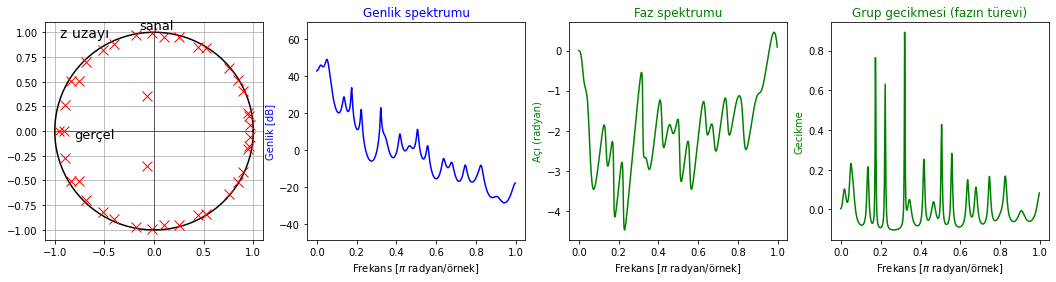 z uzayı
sanal
gerçel
1.00
0.75
0.50
0.25
0.00
−0.25
−0.50
−0.75
−1.00
−1.0 −0.5 0.0 0.5 1.0
Genlik spektrumu
Genlik [dB]
60
40
20
0
−20
−40
0.0 0.2 0.4 0.6 0.8 1.0
Frekans [π radyan/örnek]
Faz spektrumu
Açı (radyan)
0
−1
−2
−3
−4
0.0 0.2 0.4 0.6 0.8 1.0
Frekans [π radyan/örnek]
Grup gecikmesi (fazın türevi)
Gecikme
0.8
0.6
0.4
0.2
0.0
0.0 0.2 0.4 0.6 0.8 1.0
Frekans [π radyan/örnek]